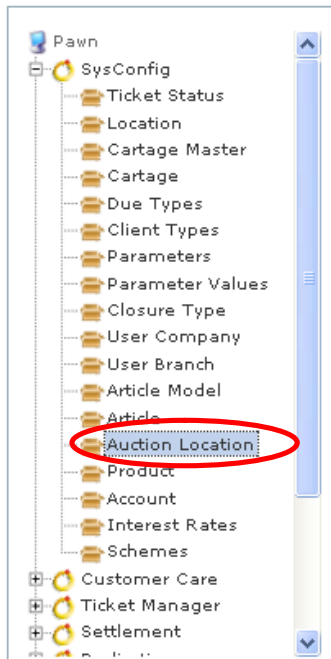 Pawn
SysConfig
Ticket Status
Location
Cartage Master
Cartage
Due Types
Client Types
Parameters
Parameter Values
Closure Type
User Company
User Branch
Article Model
Article
Auction Location
Product
Account
Interest Rates
Schemes
Customer Care
Ticket Manager
Settlement